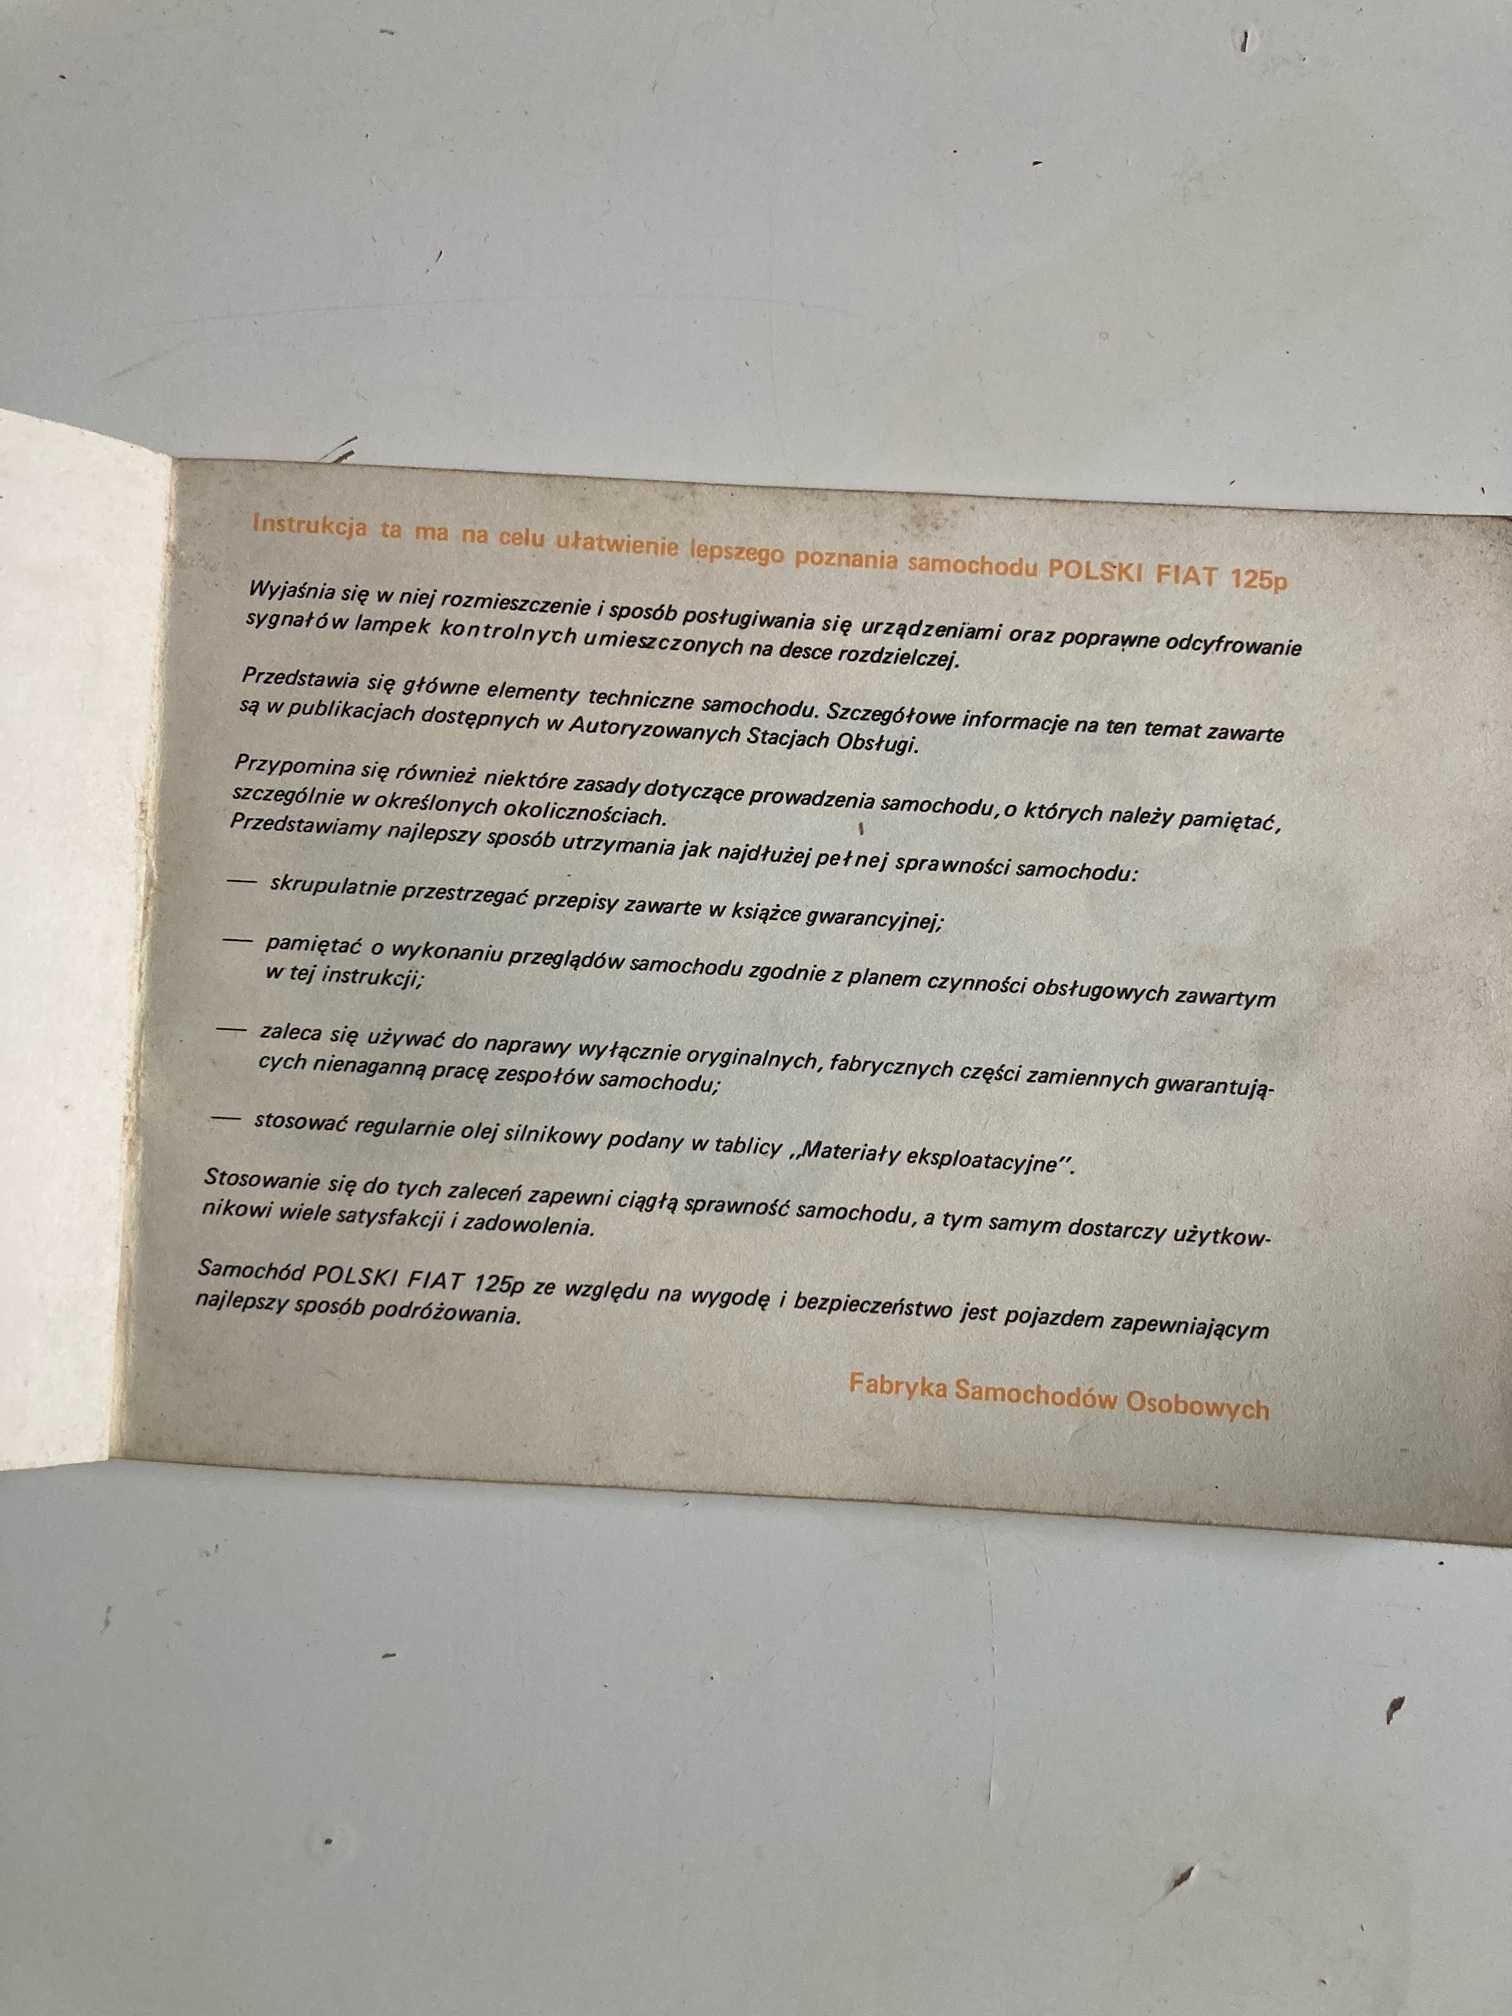 Instrukcja ta ma na celu ułatwienie lepszego poznania samochodu POLSKI FIAT 125p
Wyjaśnia się w niej rozmieszczenie i sposób posługiwania się urządzeniami oraz poprawne odcyfrowanie
sygnałów lampek kontrolnych umieszczonych na desce rozdzielczej.
Przedstawia się główne elementy techniczne samochodu. Szczegółowe informacje na ten temat zawarte
są w publikacjach dostępnych w Autoryzowanych Stacjach Obsługi.
Przypomina się również niektóre zasady dotyczące prowadzenia samochodu, o których należy pamiętać,
szczególnie w określonych okolicznościach.
Przedstawiamy najlepszy sposób utrzymania jak najdłużej pełnej sprawności samochodu:
— skrupulatnie przestrzegać przepisy zawarte w książce gwarancyjnej;
— pamiętać o wykonaniu przeglądów samochodu zgodnie z planem czynności obsługowych zawartym
w tej instrukcji;
— zaleca się używać do naprawy wyłącznie oryginalnych, fabrycznych części zamiennych gwarantują-
cych nienaganną pracę zespołów samochodu;
— stosować regularnie olej silnikowy podany w tablicy „Materiały eksploatacyjne”.
Stosowanie się do tych zaleceń zapewni ciągłą sprawność samochodu, a tym samym dostarczy użytkow-
nikowi wiele satysfakcji i zadowolenia.
Samochód POLSKI FIAT 125p ze względu na wygodę i bezpieczeństwo jest pojazdem zapewniającym
najlepszy sposób podróżowania.
Fabryka Samochodów Osobowych